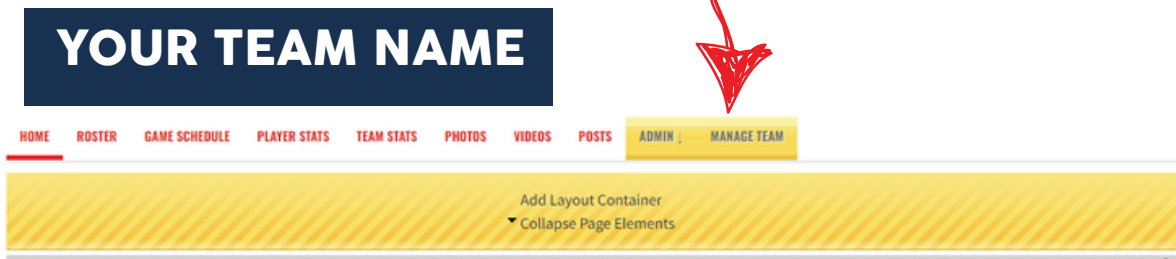 YOUR TEAM NAME
HOME ROSTER GAME SCHEDULE PLAYER STATS TEAM STATS PHOTOS VIDEOS POSTS ADMIN ↓ MANAGE TEAM
Add Layout Container
Collapse Page Elements